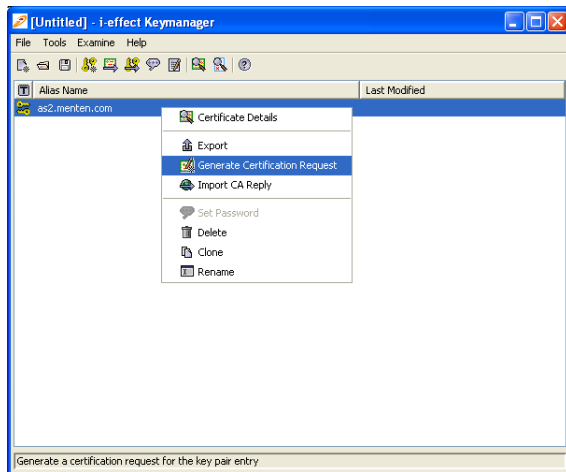 [Untitled] - i-effect Keymanager
File Tools Examine Help
T Alias Name Last Modified
as2.menten.com
Certificate Details
Export
Generate Certification Request
Import CA Reply
Set Password
Delete
Clone
Rename
Generate a certification request for the key pair entry